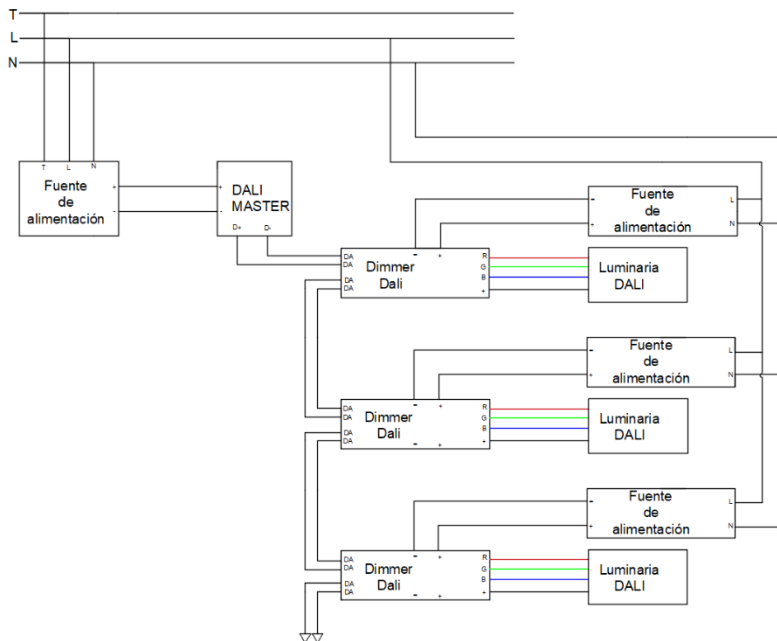 T
L
N
T L N
Fuente
de
alimentación
+
-
+
-
DALI
MASTER
D+ D-
-
+
Fuente
de
alimentación
L
N
DA
DA
DA
DA
- +
Dimmer
Dali
R
G
B
+
Luminaria
DALI
-
+
Fuente
de
alimentación
L
N
DA
DA
DA
DA
- +
Dimmer
Dali
- +
R
G
B
+
Luminaria
DALI
-
+
Fuente
de
alimentación
L
N
DA
DA
DA
DA
- +
Dimmer
Dali
- +
R
G
B
+
Luminaria
DALI